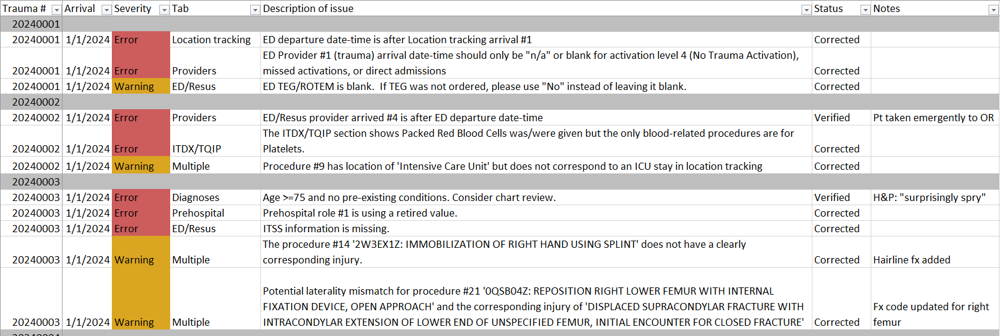 Trauma # Arrival Severity Tab Description of issue Status Notes
20240001
20240001 1/1/2024 Error Location tracking ED departure date-time is after Location tracking arrival #1 Corrected
ED Provider #1 (trauma) arrival date-time should only be "n/a" or blank for activation level 4 (No Trauma Activation),
20240001 1/1/2024 Error Providers missed activations, or direct admissions Corrected
20240001 1/1/2024 Warning ED/Resus ED TEG/ROTEM is blank.  If TEG was not ordered, please use "No" instead of leaving it blank. Corrected
20240002
20240002 1/1/2024 Error Providers ED/Resus provider arrived #4 is after ED departure date-time Verified Pt taken emergently to OR
The ITDX/TQIP section shows Packed Red Blood Cells was/were given but the only blood-related procedures are for
20240002 1/1/2024 Error ITDX/TQIP Platelets. Corrected
20240002 1/1/2024 Warning Multiple Procedure #9 has location of 'Intensive Care Unit' but does not correspond to an ICU stay in location tracking Corrected
20240003
20240003 1/1/2024 Error Diagnoses Age >=75 and no pre-existing conditions. Consider chart review. Verified H&P: "surprisingly spry"
20240003 1/1/2024 Error Prehospital Prehospital role #1 is using a retired value. Corrected
20240003 1/1/2024 Error ED/Resus ITSS information is missing. Corrected
The procedure #14 '2W3EX1Z: IMMOBILIZATION OF RIGHT HAND USING SPLINT' does not have a clearly
20240003 1/1/2024 Warning Multiple corresponding injury. Corrected Hairline fx added
Potential laterality mismatch for procedure #21 '0QSB04Z: REPOSITION RIGHT LOWER FEMUR WITH INTERNAL
FIXATION DEVICE, OPEN APPROACH' and the corresponding injury of 'DISPLACED SUPRACONDYLAR FRACTURE WITH Fx code updated for right
20240003 1/1/2024 Warning Multiple INTRACONDYLAR EXTENSION OF LOWER END OF UNSPECIFIED FEMUR, INITIAL ENCOUNTER FOR CLOSED FRACTURE' Corrected femur